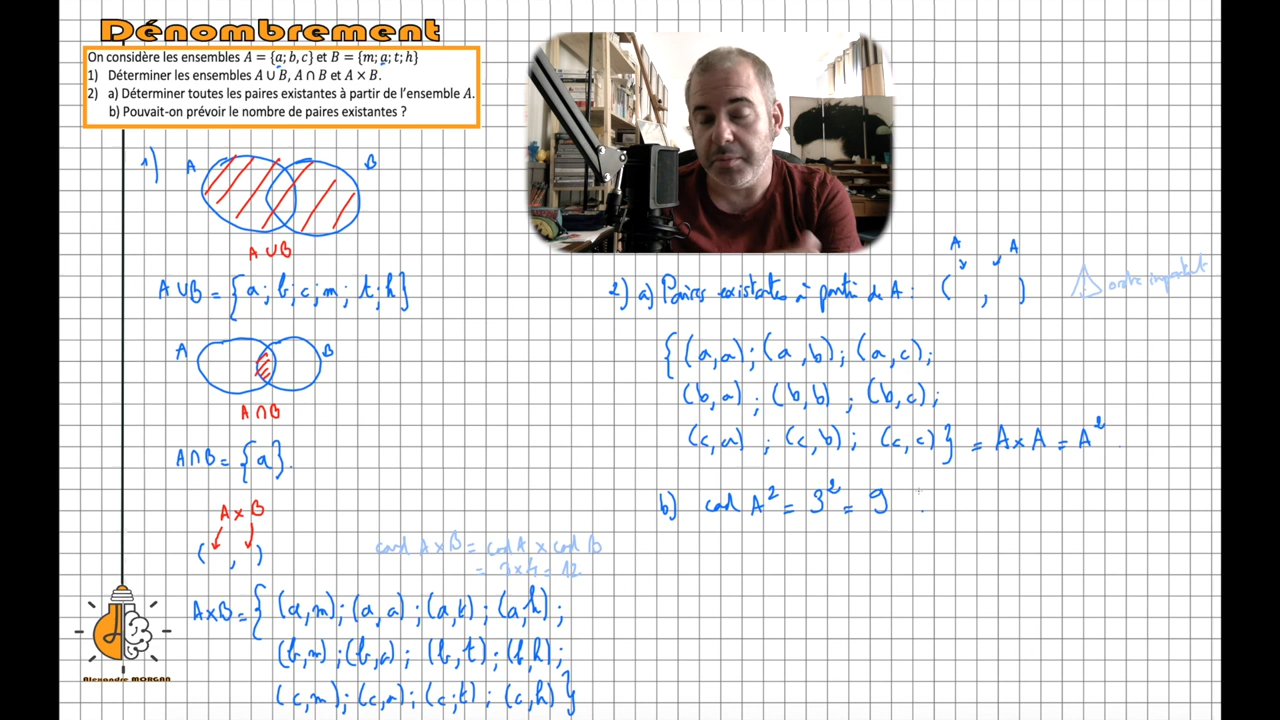 Dénombrement
On considère les ensembles A = {a; b, c} et B = {m; a; t; h}
1) Déterminer les ensembles A ∪ B, A ∩ B et A × B.
2) a) Déterminer toutes les paires existantes à partir de l'ensemble A.
b) Pouvait-on prévoir le nombre de paires existantes ?
1)
A B
A ∪ B
A∪B = {a; b; c; m; t; h}
A B
A ∩ B
A∩B = {a}.
A × B
( , )
card A×B = card A × card B
= 3×4 = 12
A×B = { (a,m); (a,a); (a,t); (a,h);
(b,m); (b,a); (b,t); (b,h);
(c,m); (c,a); (c;t); (c,h)}
A A
2) a) Paires existantes à partir de A : ( , ) ordre important
{(a,a); (a,b); (a,c);
(b,a); (b,b); (b,c);
(c,a); (c,b); (c,c)} = A×A = A²
b) card A² = 3² = 9
Alexandre MORGAN